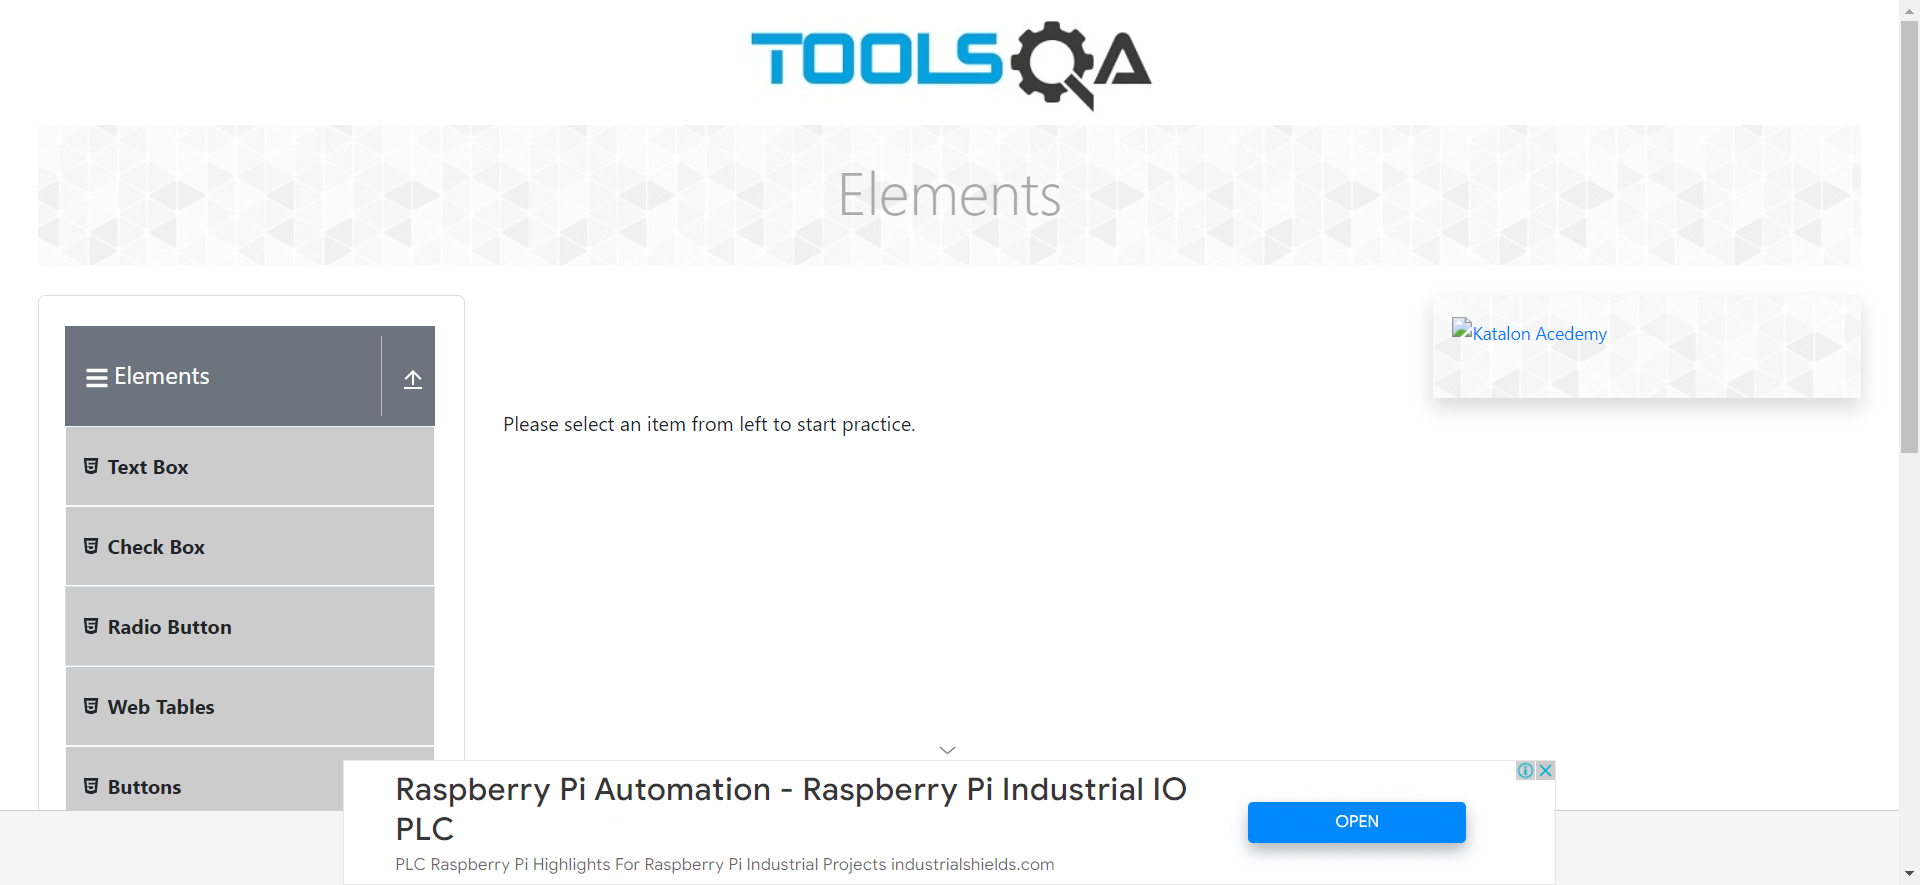 TOOLSQA
Elements
Elements
Text Box
Check Box
Radio Button
Web Tables
Buttons
Please select an item from left to start practice.
Katalon Acedemy
Raspberry Pi Automation - Raspberry Pi Industrial IO
PLC
PLC Raspberry Pi Highlights For Raspberry Pi Industrial Projects industrialshields.com
OPEN